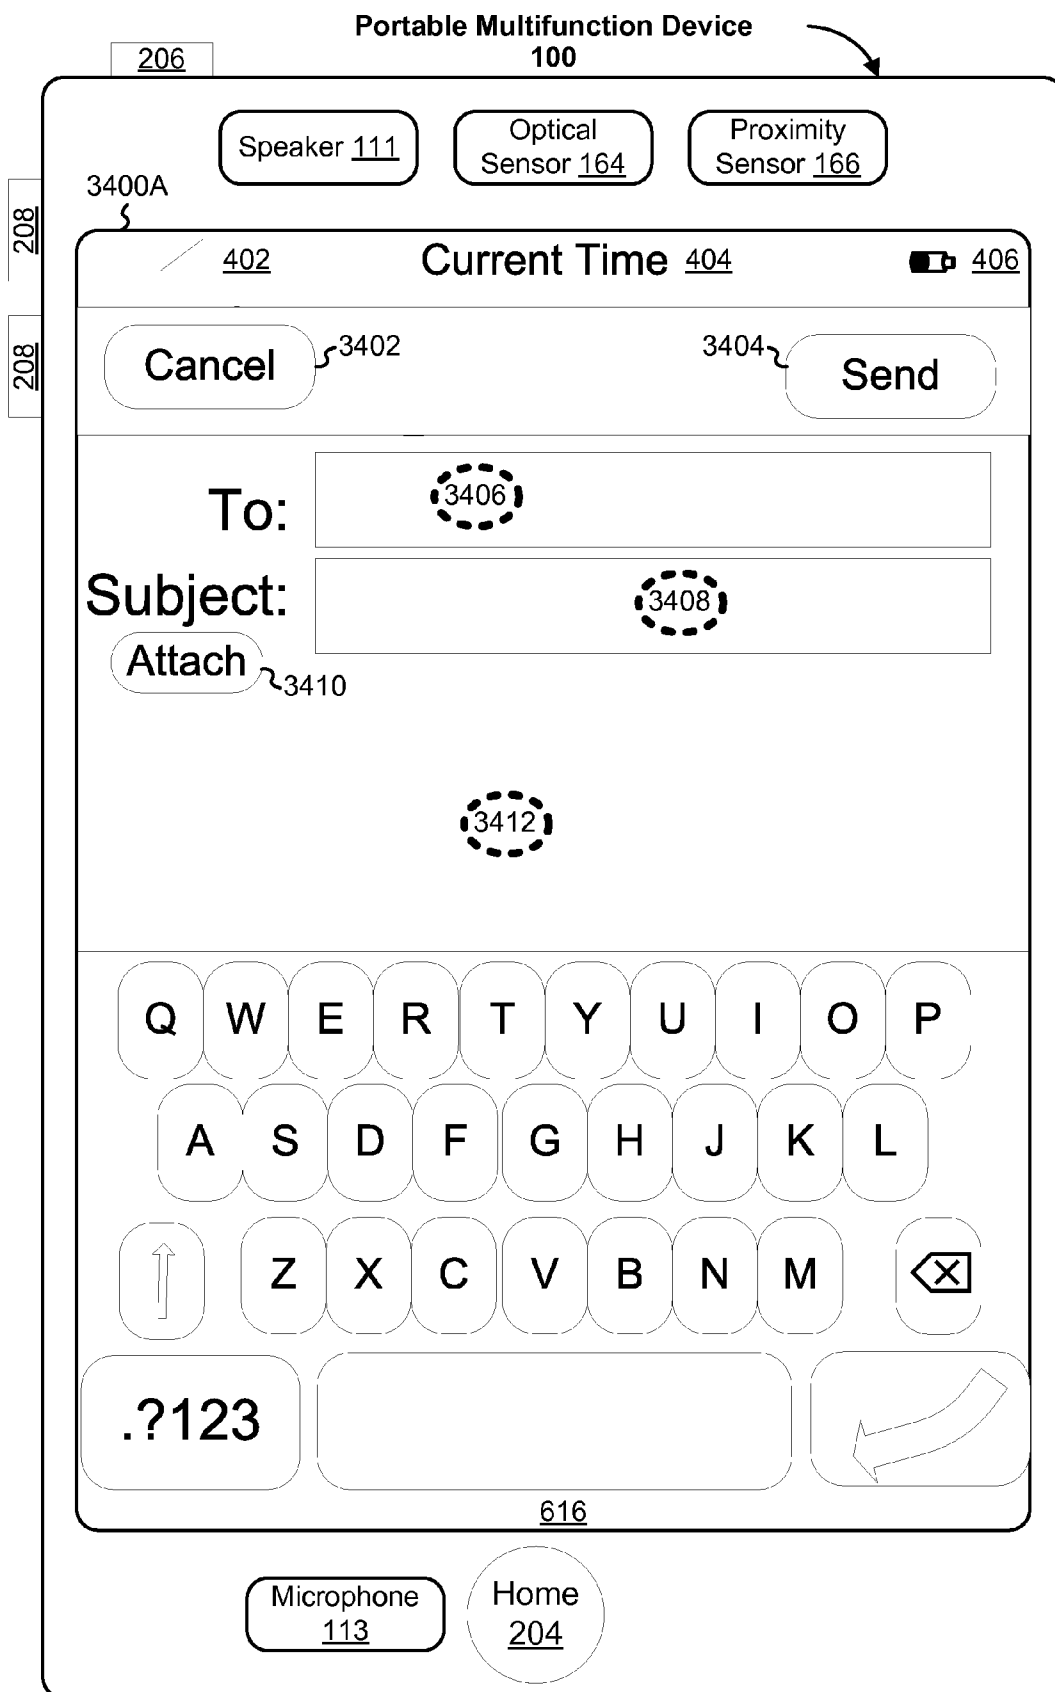 Portable Multifunction Device
100
206
Speaker 111
Optical
Sensor 164
Proximity
Sensor 166
3400A
208
402
Current Time 404
406
208
Cancel
3402
3404
Send
To:
3406
Subject:
3408
Attach
3410
3412
Q W E R T Y U I O P
A S D F G H J K L
Z X C V B N M
.?123
616
Microphone
113
Home
204